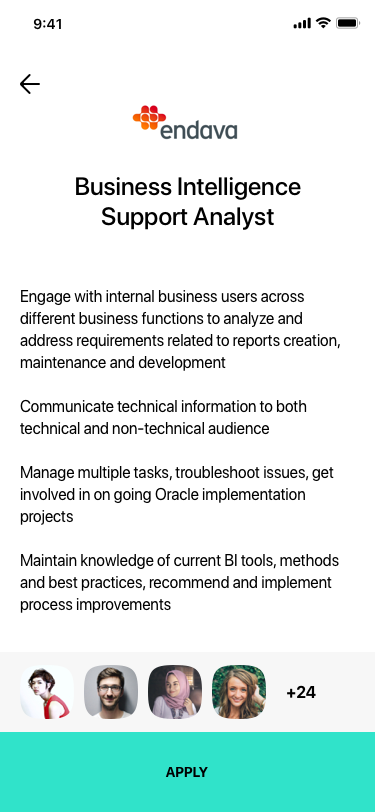 9:41
endava
Business Intelligence
Support Analyst
Engage with internal business users across
different business functions to analyze and
address requirements related to reports creation,
maintenance and development
Communicate technical information to both
technical and non-technical audience
Manage multiple tasks, troubleshoot issues, get
involved in on going Oracle implementation
projects
Maintain knowledge of current BI tools, methods
and best practices, recommend and implement
process improvements
+24
APPLY